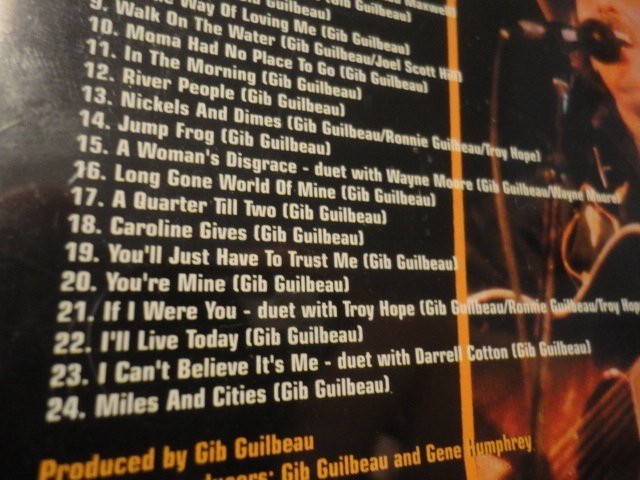 Guilbeau)
Maxwell)
Way Of Loving Me (Gib Guilbeau)
9. Walk On The Water (Gib Guilbeau/Joel Scott Hill)
10. Moma Had No Place To Go (Gib Guilbeau)
11. In The Morning (Gib Guilbeau)
12. River People (Gib Guilbeau)
13. Nickels And Dimes (Gib Guilbeau/Ronnie Guilbeau/Troy Hope)
14. Jump Frog (Gib Guilbeau)
15. A Woman's Disgrace - duet with Wayne Moore (Gib Guilbeau/Wayne Moore)
16. Long Gone World Of Mine (Gib Guilbeau)
17. A Quarter Till Two (Gib Guilbeau)
18. Caroline Gives (Gib Guilbeau)
19. You'll Just Have To Trust Me (Gib Guilbeau)
20. You're Mine (Gib Guilbeau)
21. If I Were You - duet with Troy Hope (Gib Guilbeau/Ronnie Guilbeau/Troy Hop
22. I'll Live Today (Gib Guilbeau)
23. I Can't Believe It's Me - duet with Darrell Cotton (Gib Guilbeau)
24. Miles And Cities (Gib Guilbeau)
Produced by Gib Guilbeau
Gib Guilbeau and Gene Humphrey